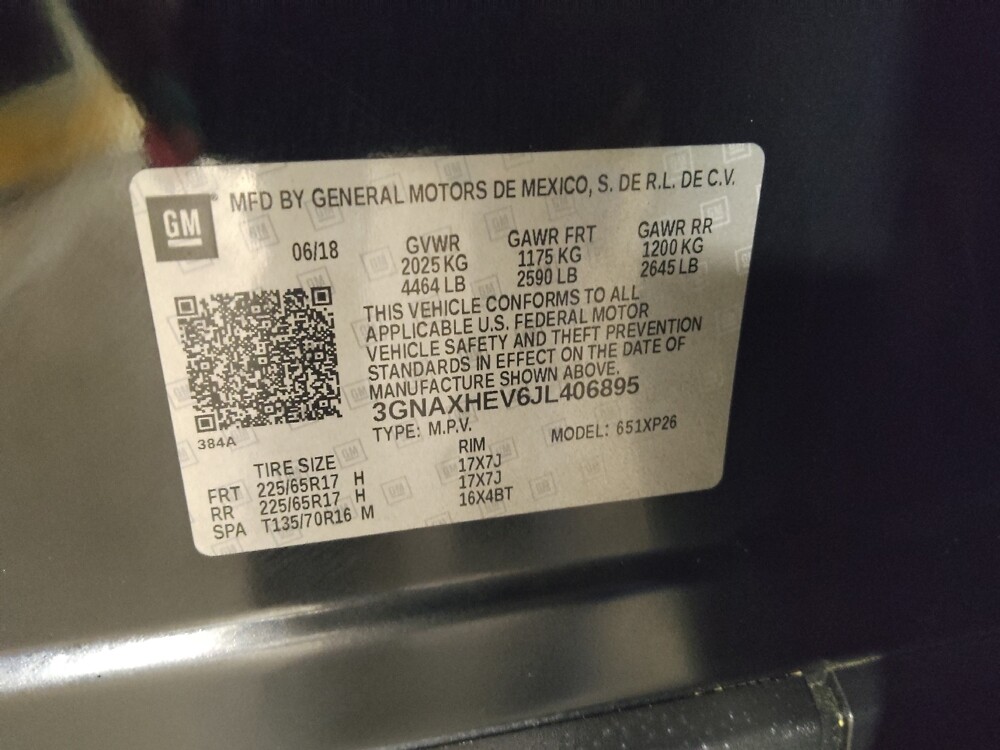 GM MFD BY GENERAL MOTORS DE MEXICO, S. DE R.L. DE C.V.
06/18
GVWR GAWR FRT GAWR RR
2025 KG 1175 KG 1200 KG
4464 LB 2590 LB 2645 LB
THIS VEHICLE CONFORMS TO ALL
APPLICABLE U.S. FEDERAL MOTOR
VEHICLE SAFETY AND THEFT PREVENTION
STANDARDS IN EFFECT ON THE DATE OF
MANUFACTURE SHOWN ABOVE.
3GNAXHEV6JL406895
384A
TYPE: M.P.V. MODEL: 651XP26
TIRE SIZE RIM
FRT 225/65R17 H 17X7J
RR 225/65R17 H 17X7J
SPA T135/70R16 M 16X4BT